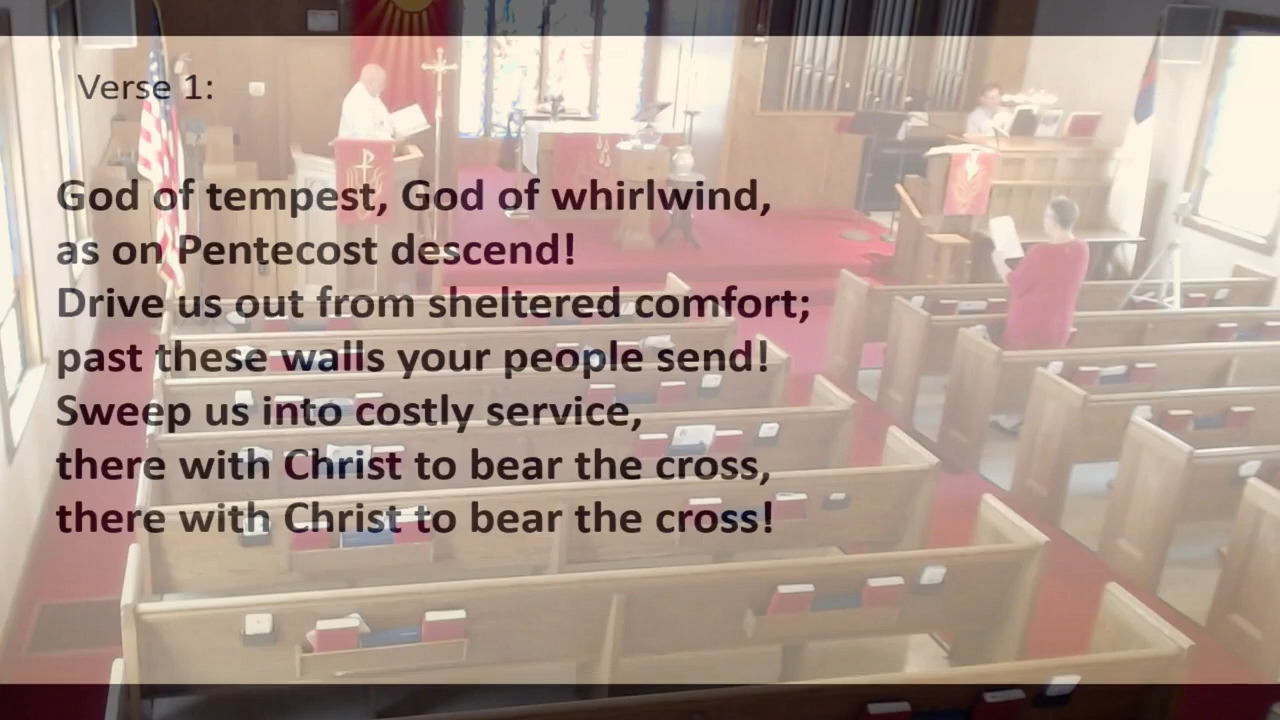 Verse 1:
God of tempest, God of whirlwind,
as on Pentecost descend!
Drive us out from sheltered comfort;
past these walls your people send!
Sweep us into costly service,
there with Christ to bear the cross,
there with Christ to bear the cross!